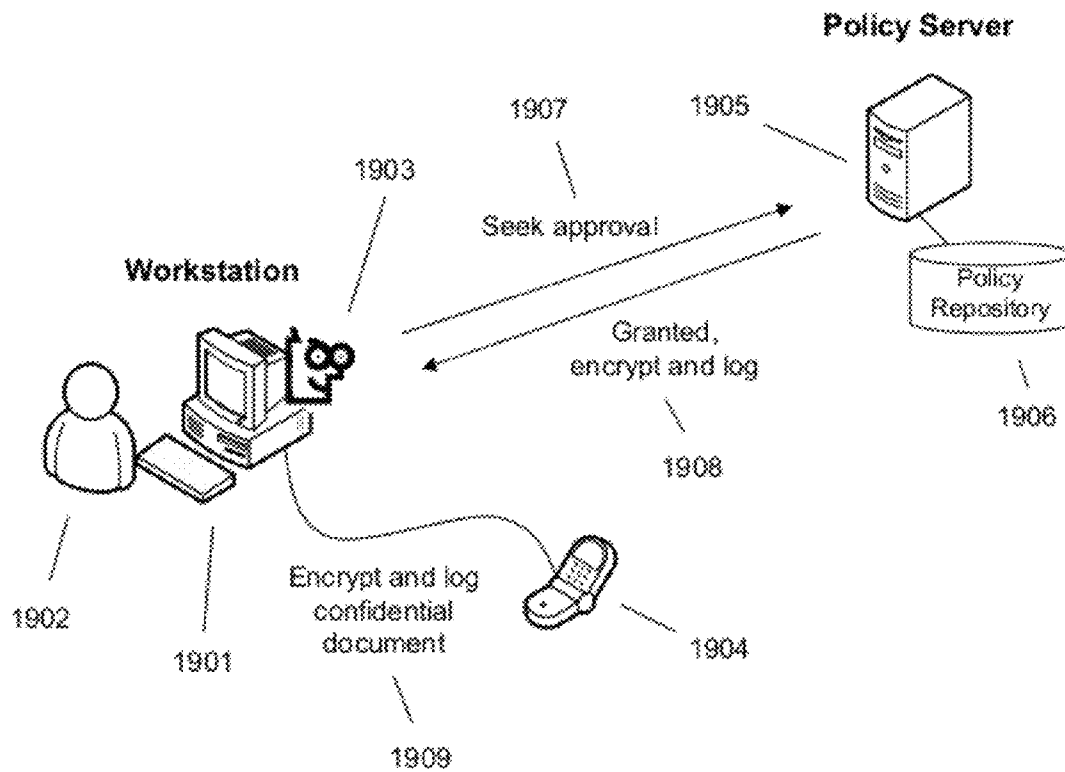 Policy Server
1907
1905
1903
Seek approval
Workstation
Policy
Repository
Granted,
encrypt and log
1906
1908
Encrypt and log
confidential
document
1902
1901
1904
1909